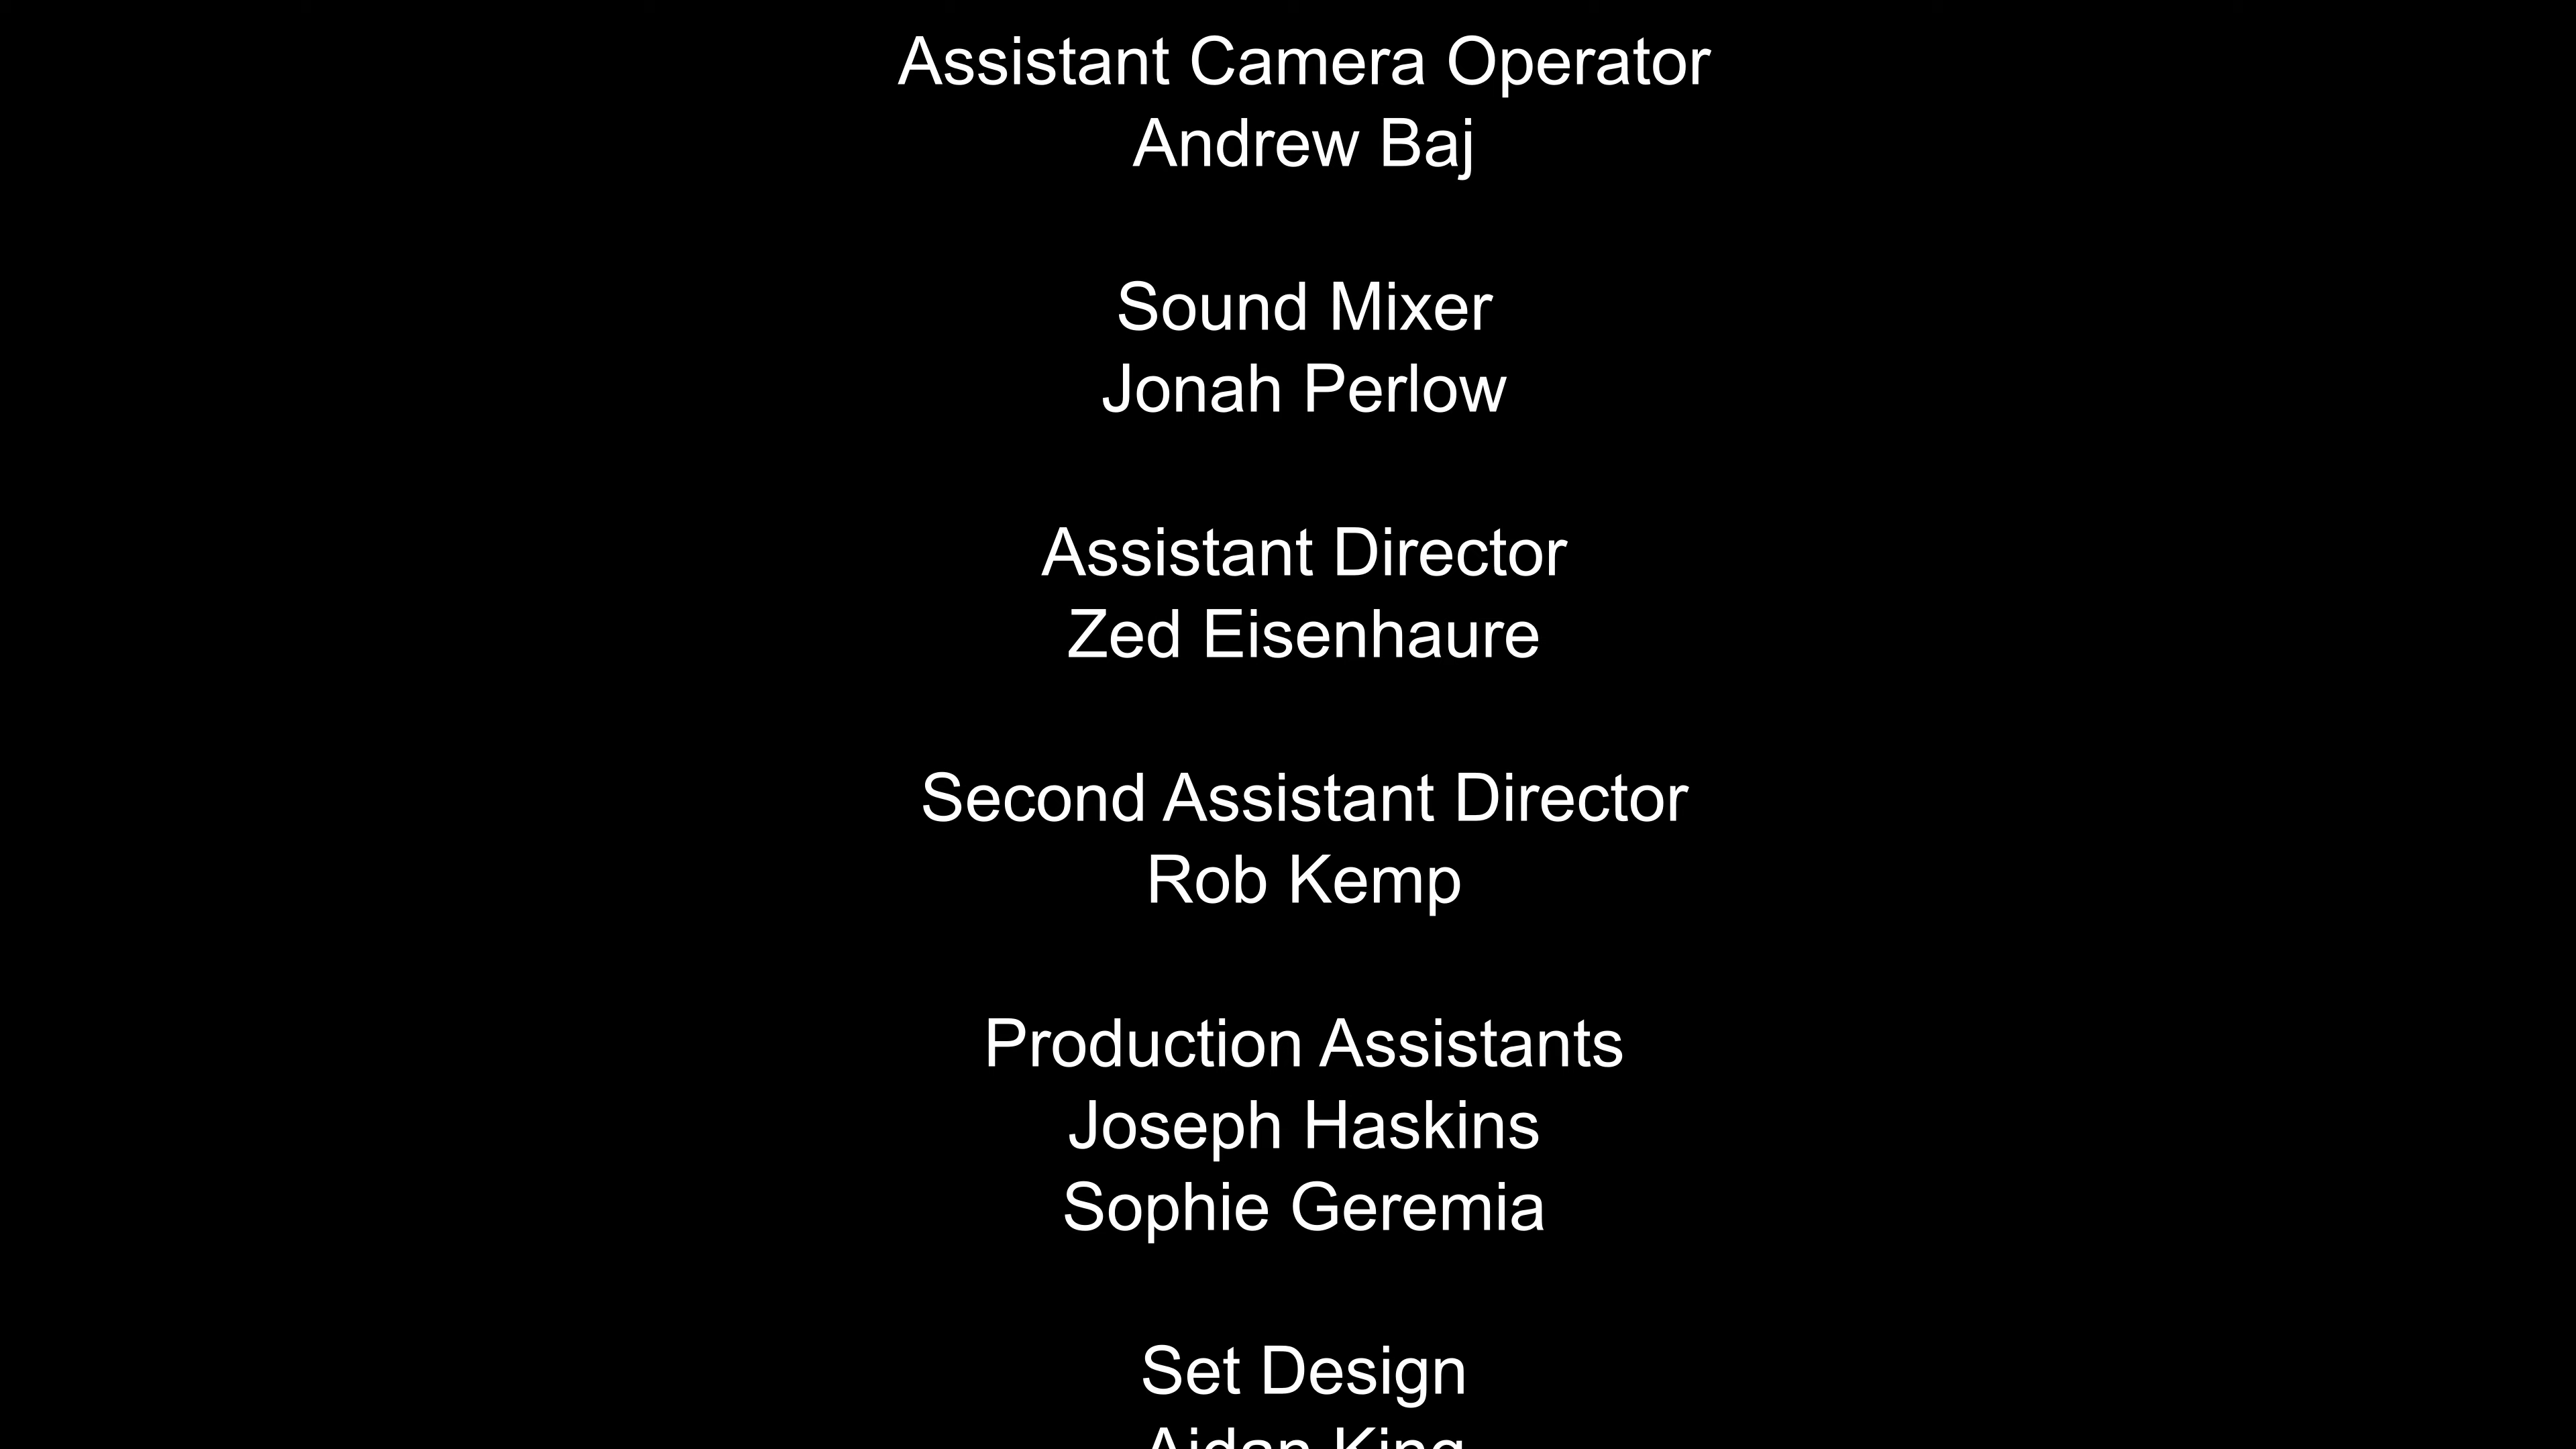 Assistant Camera Operator
Andrew Baj
Sound Mixer
Jonah Perlow
Assistant Director
Zed Eisenhaure
Second Assistant Director
Rob Kemp
Production Assistants
Joseph Haskins
Sophie Geremia
Set Design
Aidan King